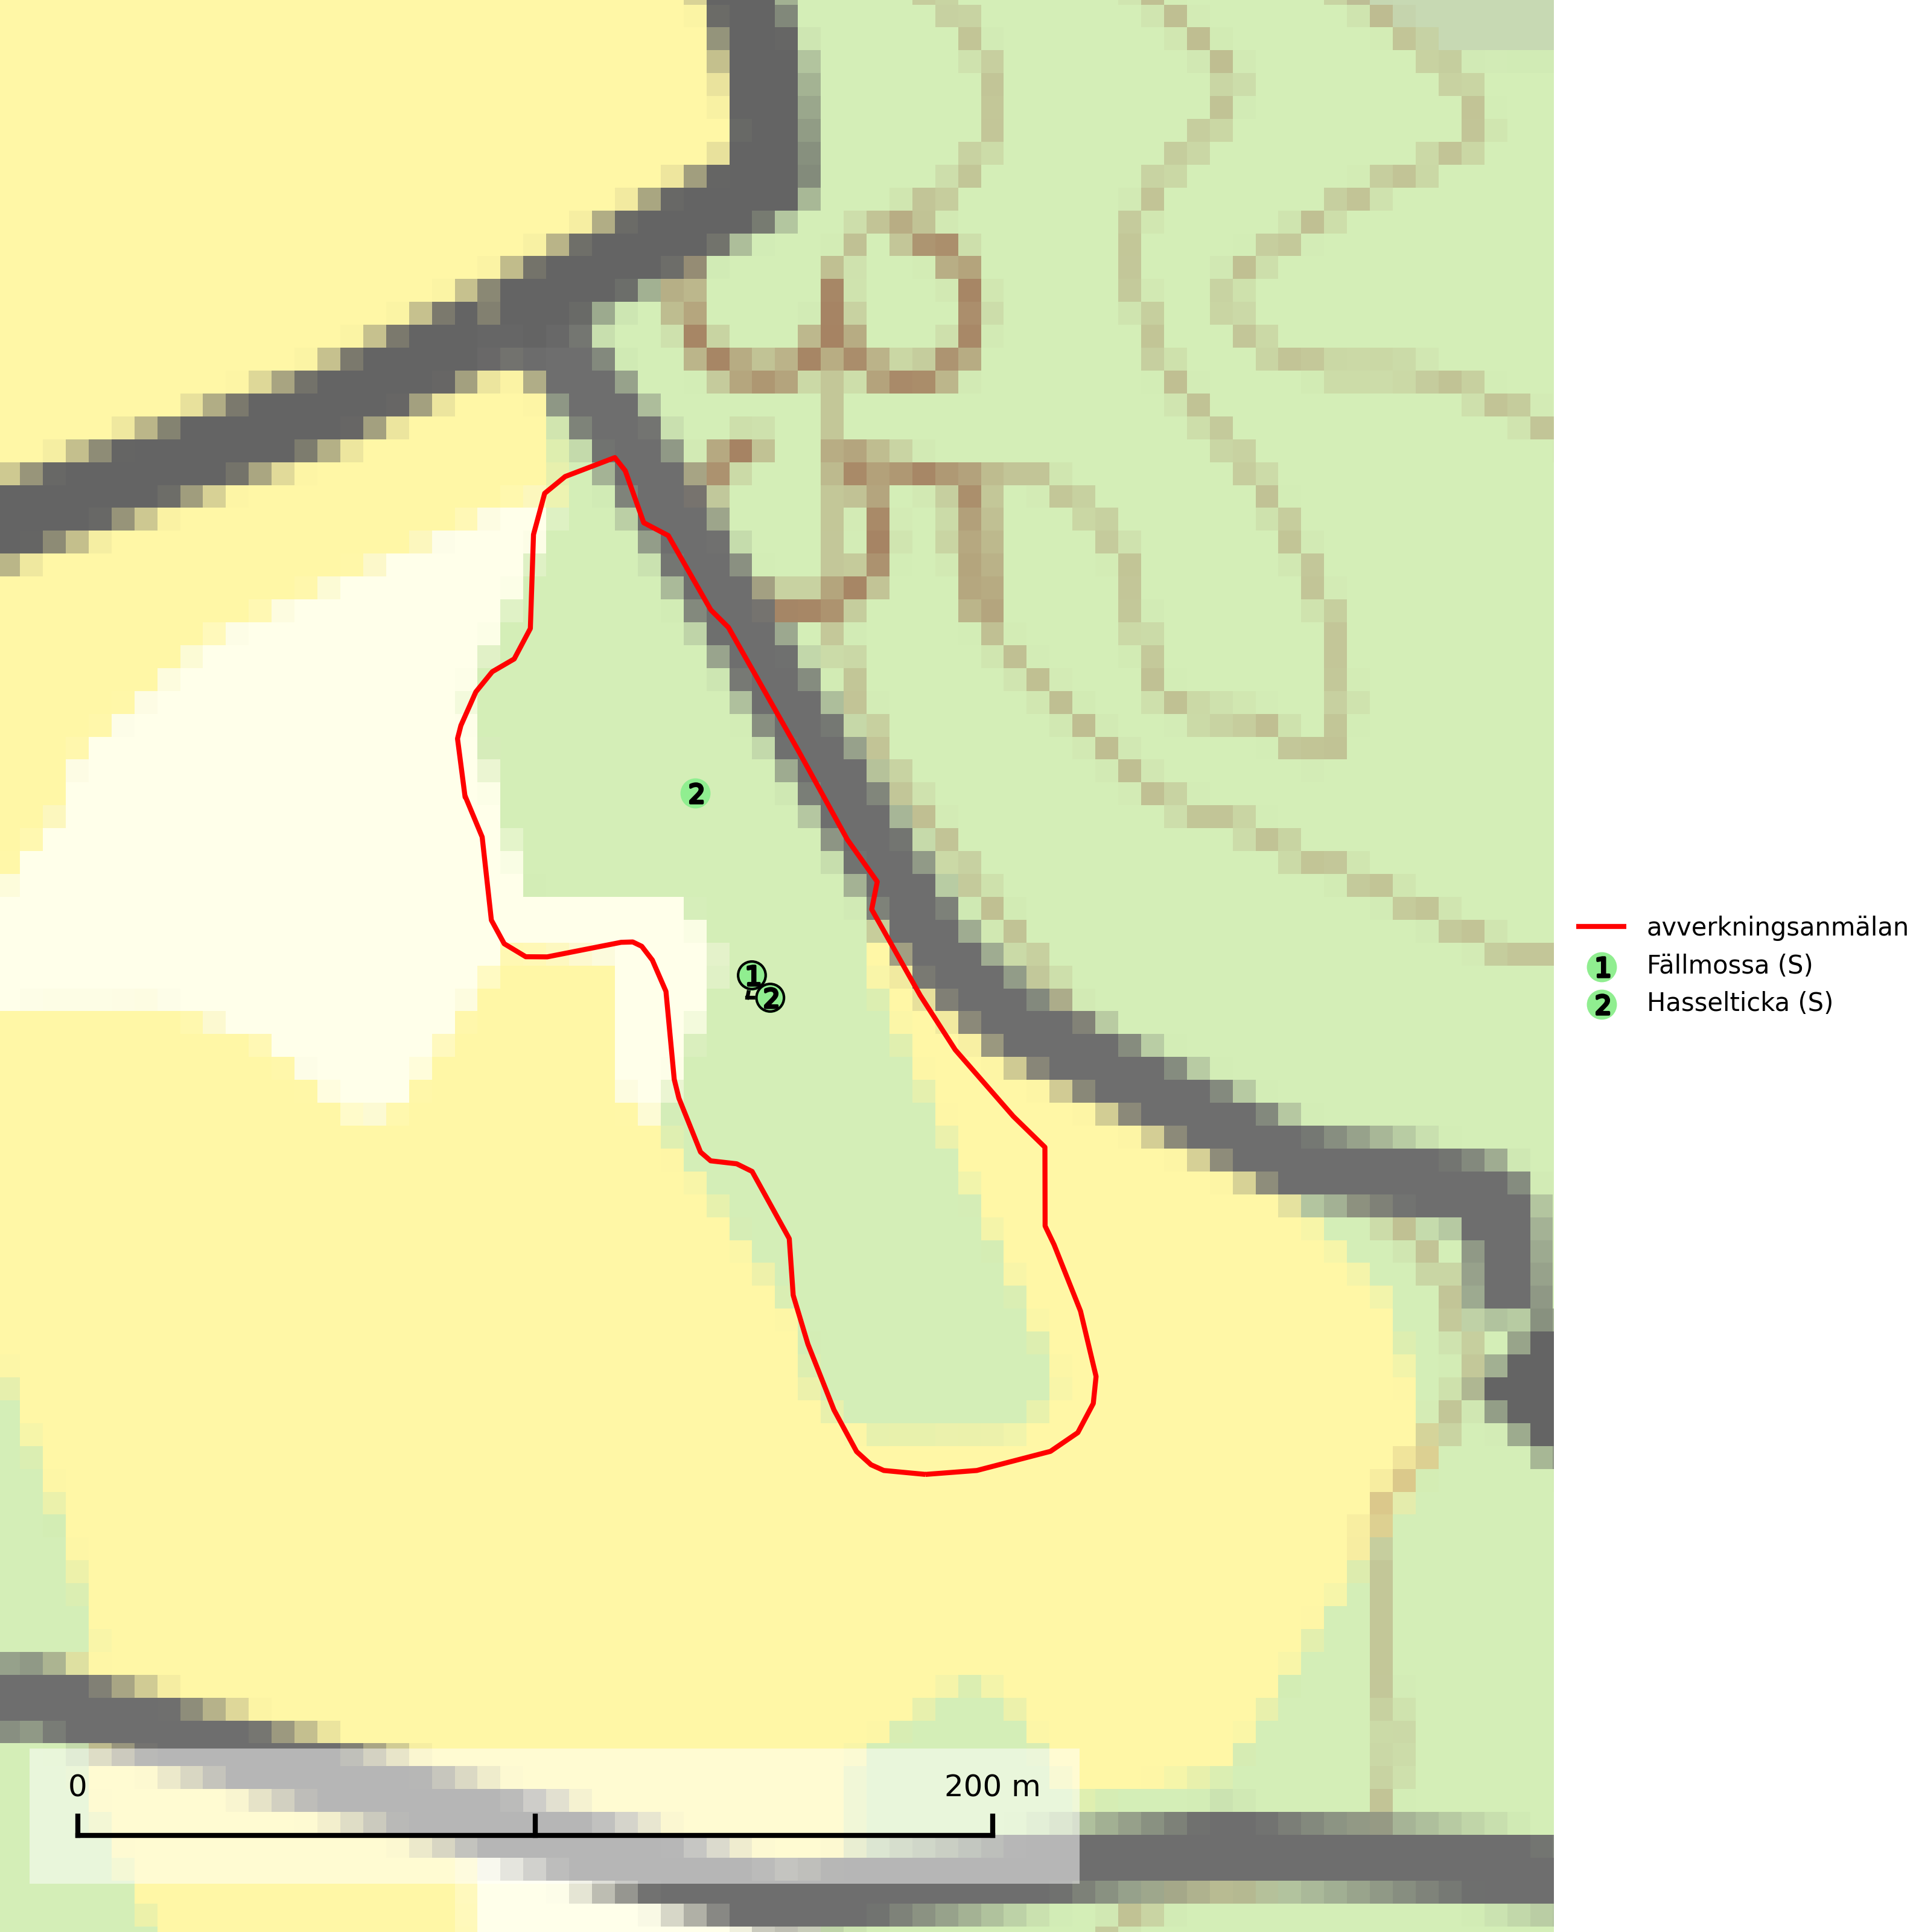 2
1
2
avverkningsanmälan
1 Fällmossa (S)
2 Hasselticka (S)
0 200 m